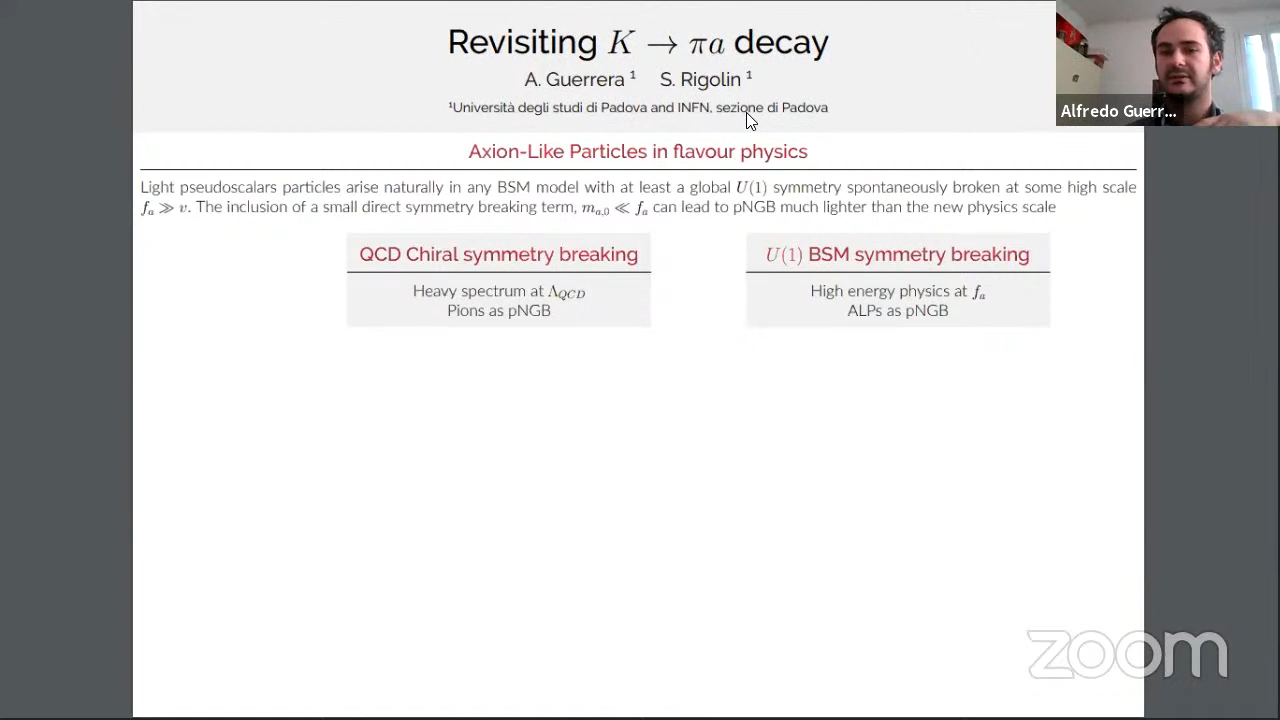 Revisiting K → πa decay
A. Guerrera ¹ S. Rigolin ¹
¹Università degli studi di Padova and INFN, sezione di Padova
Alfredo Guerr...
Axion-Like Particles in flavour physics
Light pseudoscalars particles arise naturally in any BSM model with at least a global U(1) symmetry spontaneously broken at some high scale
fₐ ≫ v. The inclusion of a small direct symmetry breaking term, m_{a,0} ≪ fₐ can lead to pNGB much lighter than the new physics scale
QCD Chiral symmetry breaking
Heavy spectrum at Λ_{QCD}
Pions as pNGB
U(1) BSM symmetry breaking
High energy physics at fₐ
ALPs as pNGB
zoom